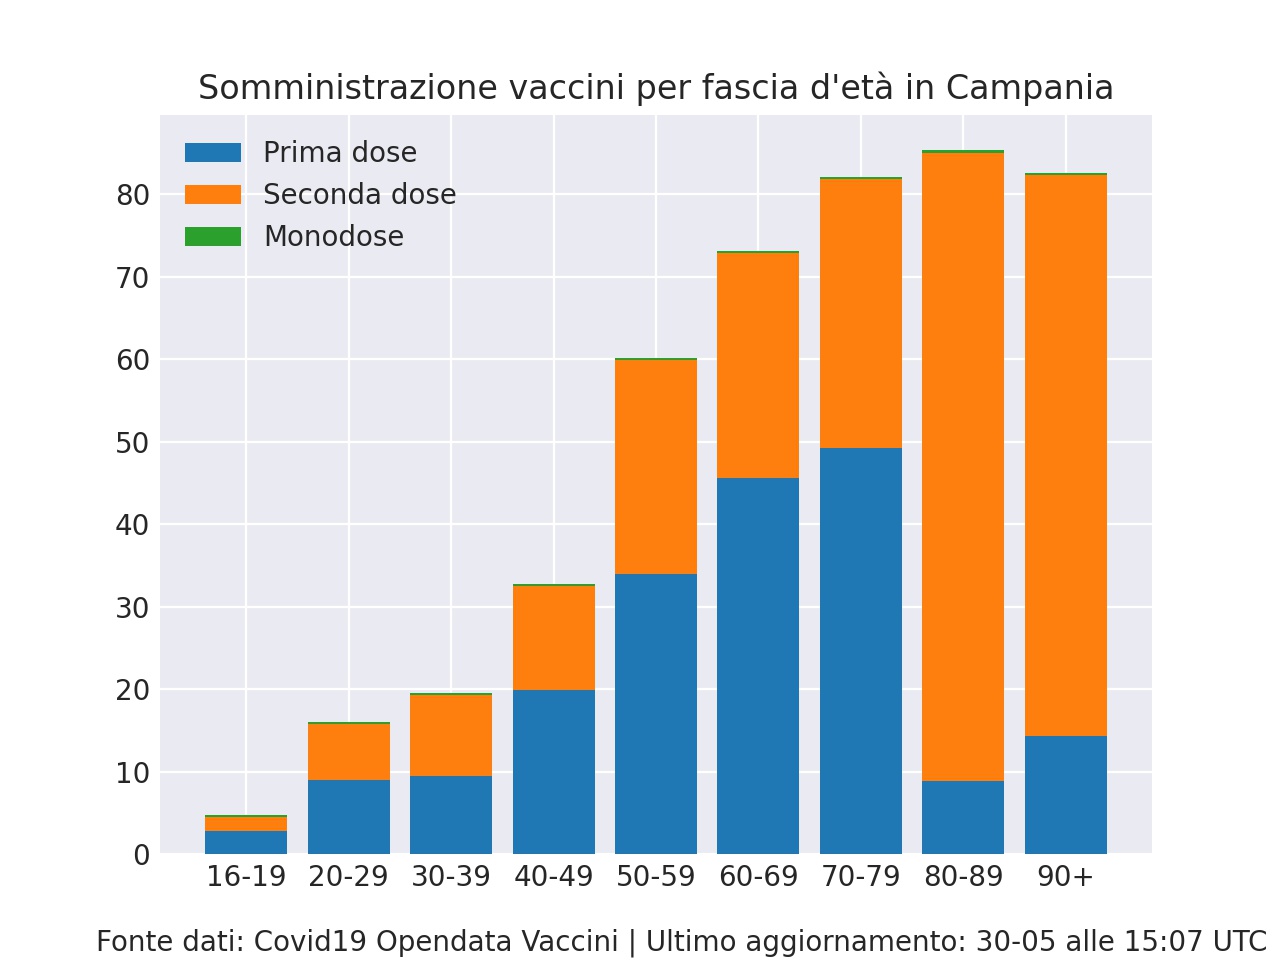 Somministrazione vaccini per fascia d'età in Campania
Prima dose
Seconda dose
Monodose
80
70
60
50
40
30
20
10
0
16-19 20-29 30-39 40-49 50-59 60-69 70-79 80-89 90+
Fonte dati: Covid19 Opendata Vaccini | Ultimo aggiornamento: 30-05 alle 15:07 UTC